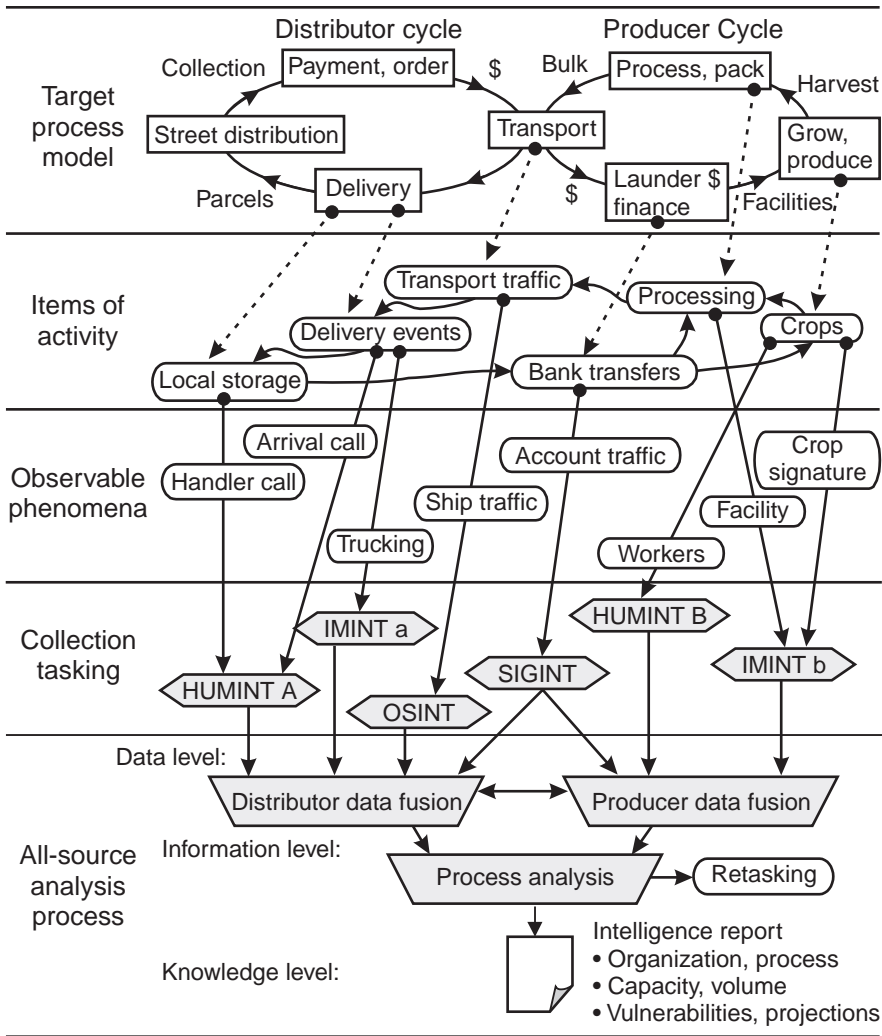 Distributor cycle
Producer Cycle
Target
process
model
Collection
Payment, order
$
Bulk
Process, pack
Harvest
Street distribution
Transport
Grow,
produce
Parcels
Delivery
$
Launder $
finance
Facilities
Items of
activity
Transport traffic
Processing
Delivery events
Crops
Local storage
Bank transfers
Observable
phenomena
Arrival call
Handler call
Account traffic
Crop
signature
Ship traffic
Facility
Trucking
Workers
Collection
tasking
IMINT a
HUMINT B
HUMINT A
SIGINT
IMINT b
OSINT
Data level:
Distributor data fusion
Producer data fusion
All-source
analysis
process
Information level:
Process analysis
Retasking
Knowledge level:
Intelligence report
• Organization, process
• Capacity, volume
• Vulnerabilities, projections